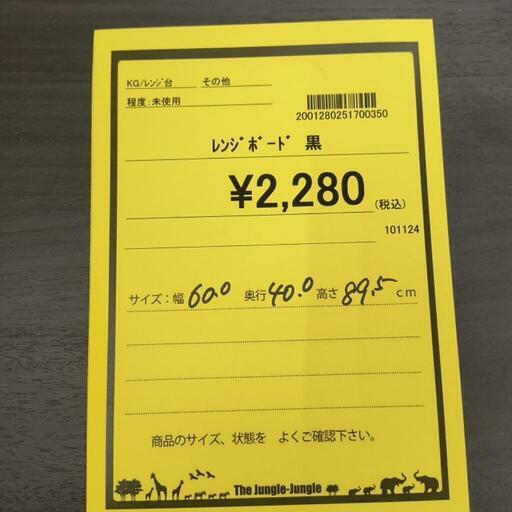 KG/ﾚﾝｼﾞ台 その他
程度:未使用
2001280251700350
ﾚﾝｼﾞﾎﾞｰﾄﾞ 黒
¥2,280(税込)
101124
サイズ:幅 60.0 奥行 40.0 高さ 89.5 cm
商品のサイズ、状態を よくご確認下さい。
The Jungle-Jungle